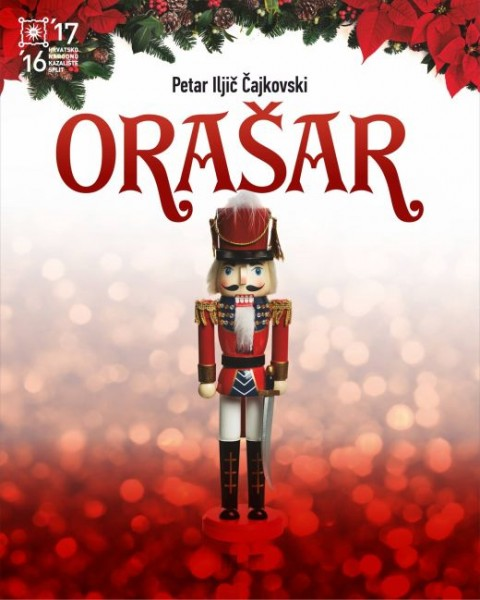 '17
'16
HRVATSKO
NARODNO
KAZALIŠTE
SPLIT
Petar Iljič Čajkovski
ORAŠAR